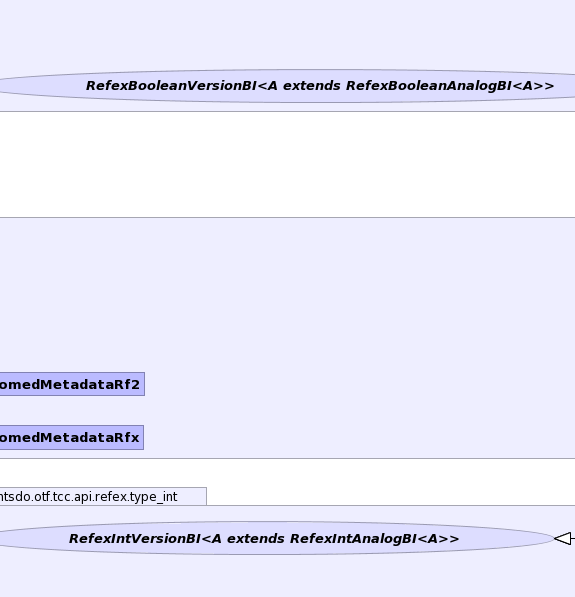 RefexBooleanVersionBI<A extends RefexBooleanAnalogBI<A>>
omedMetadataRf2
omedMetadataRfx
ntsdo.otf.tcc.api.refex.type_int
RefexIntVersionBI<A extends RefexIntAnalogBI<A>>